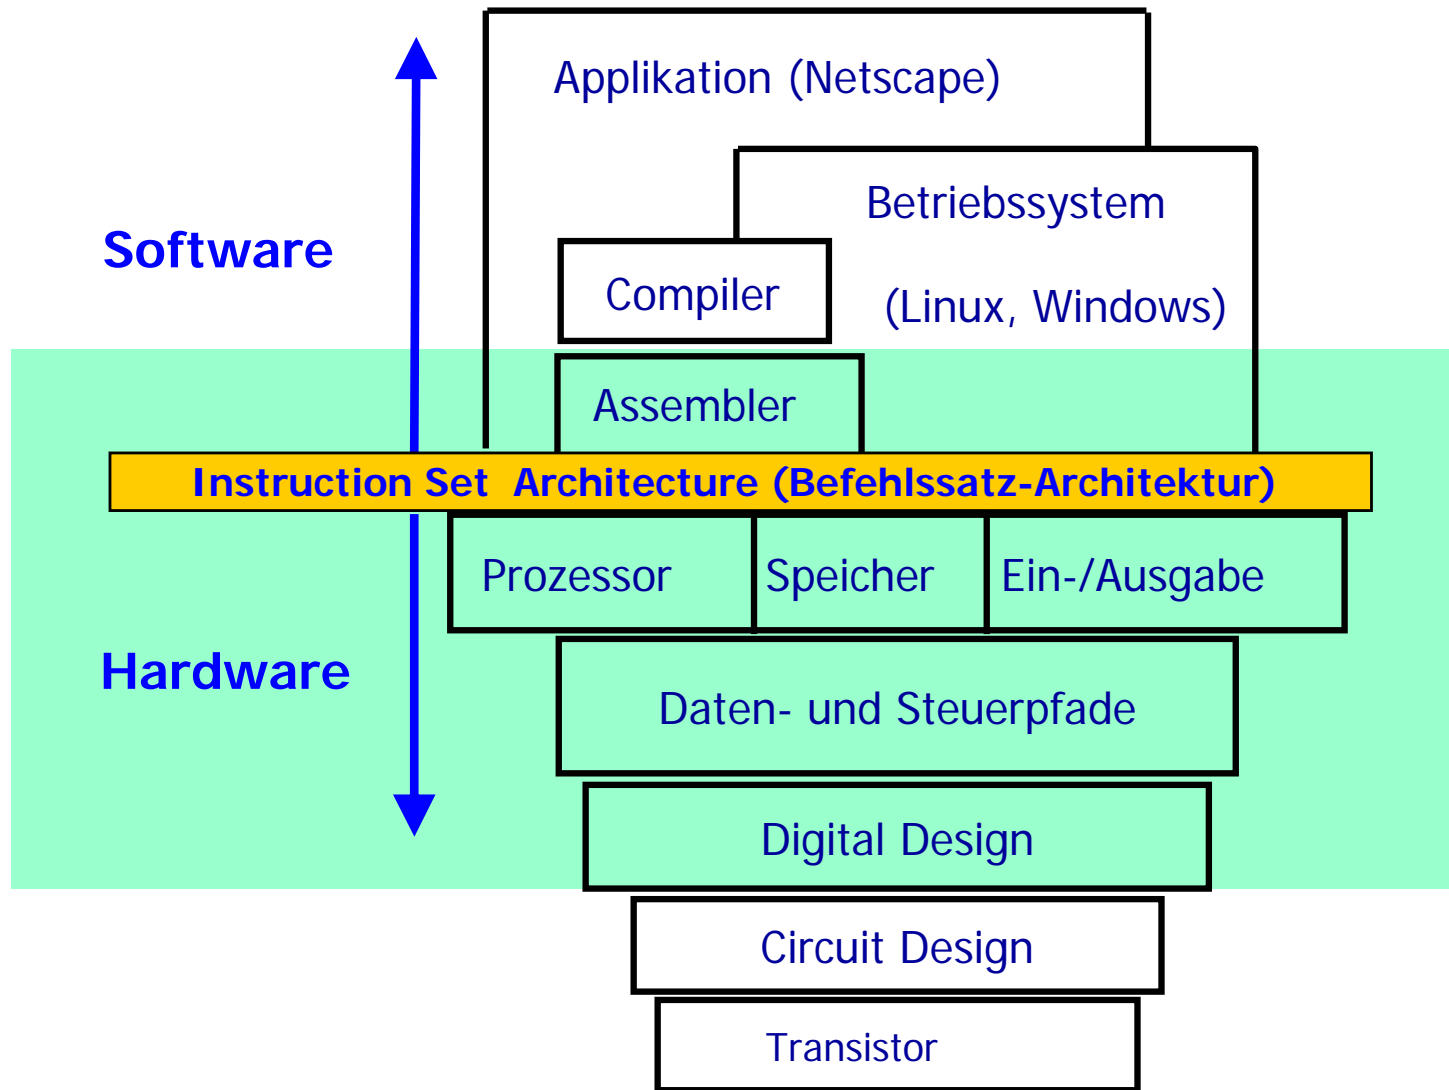 Applikation (Netscape)
Betriebssystem
Software
Compiler
(Linux, Windows)
Assembler
Instruction Set Architecture (Befehlssatz-Architektur)
Prozessor
Speicher
Ein-/Ausgabe
Hardware
Daten- und Steuerpfade
Digital Design
Circuit Design
Transistor